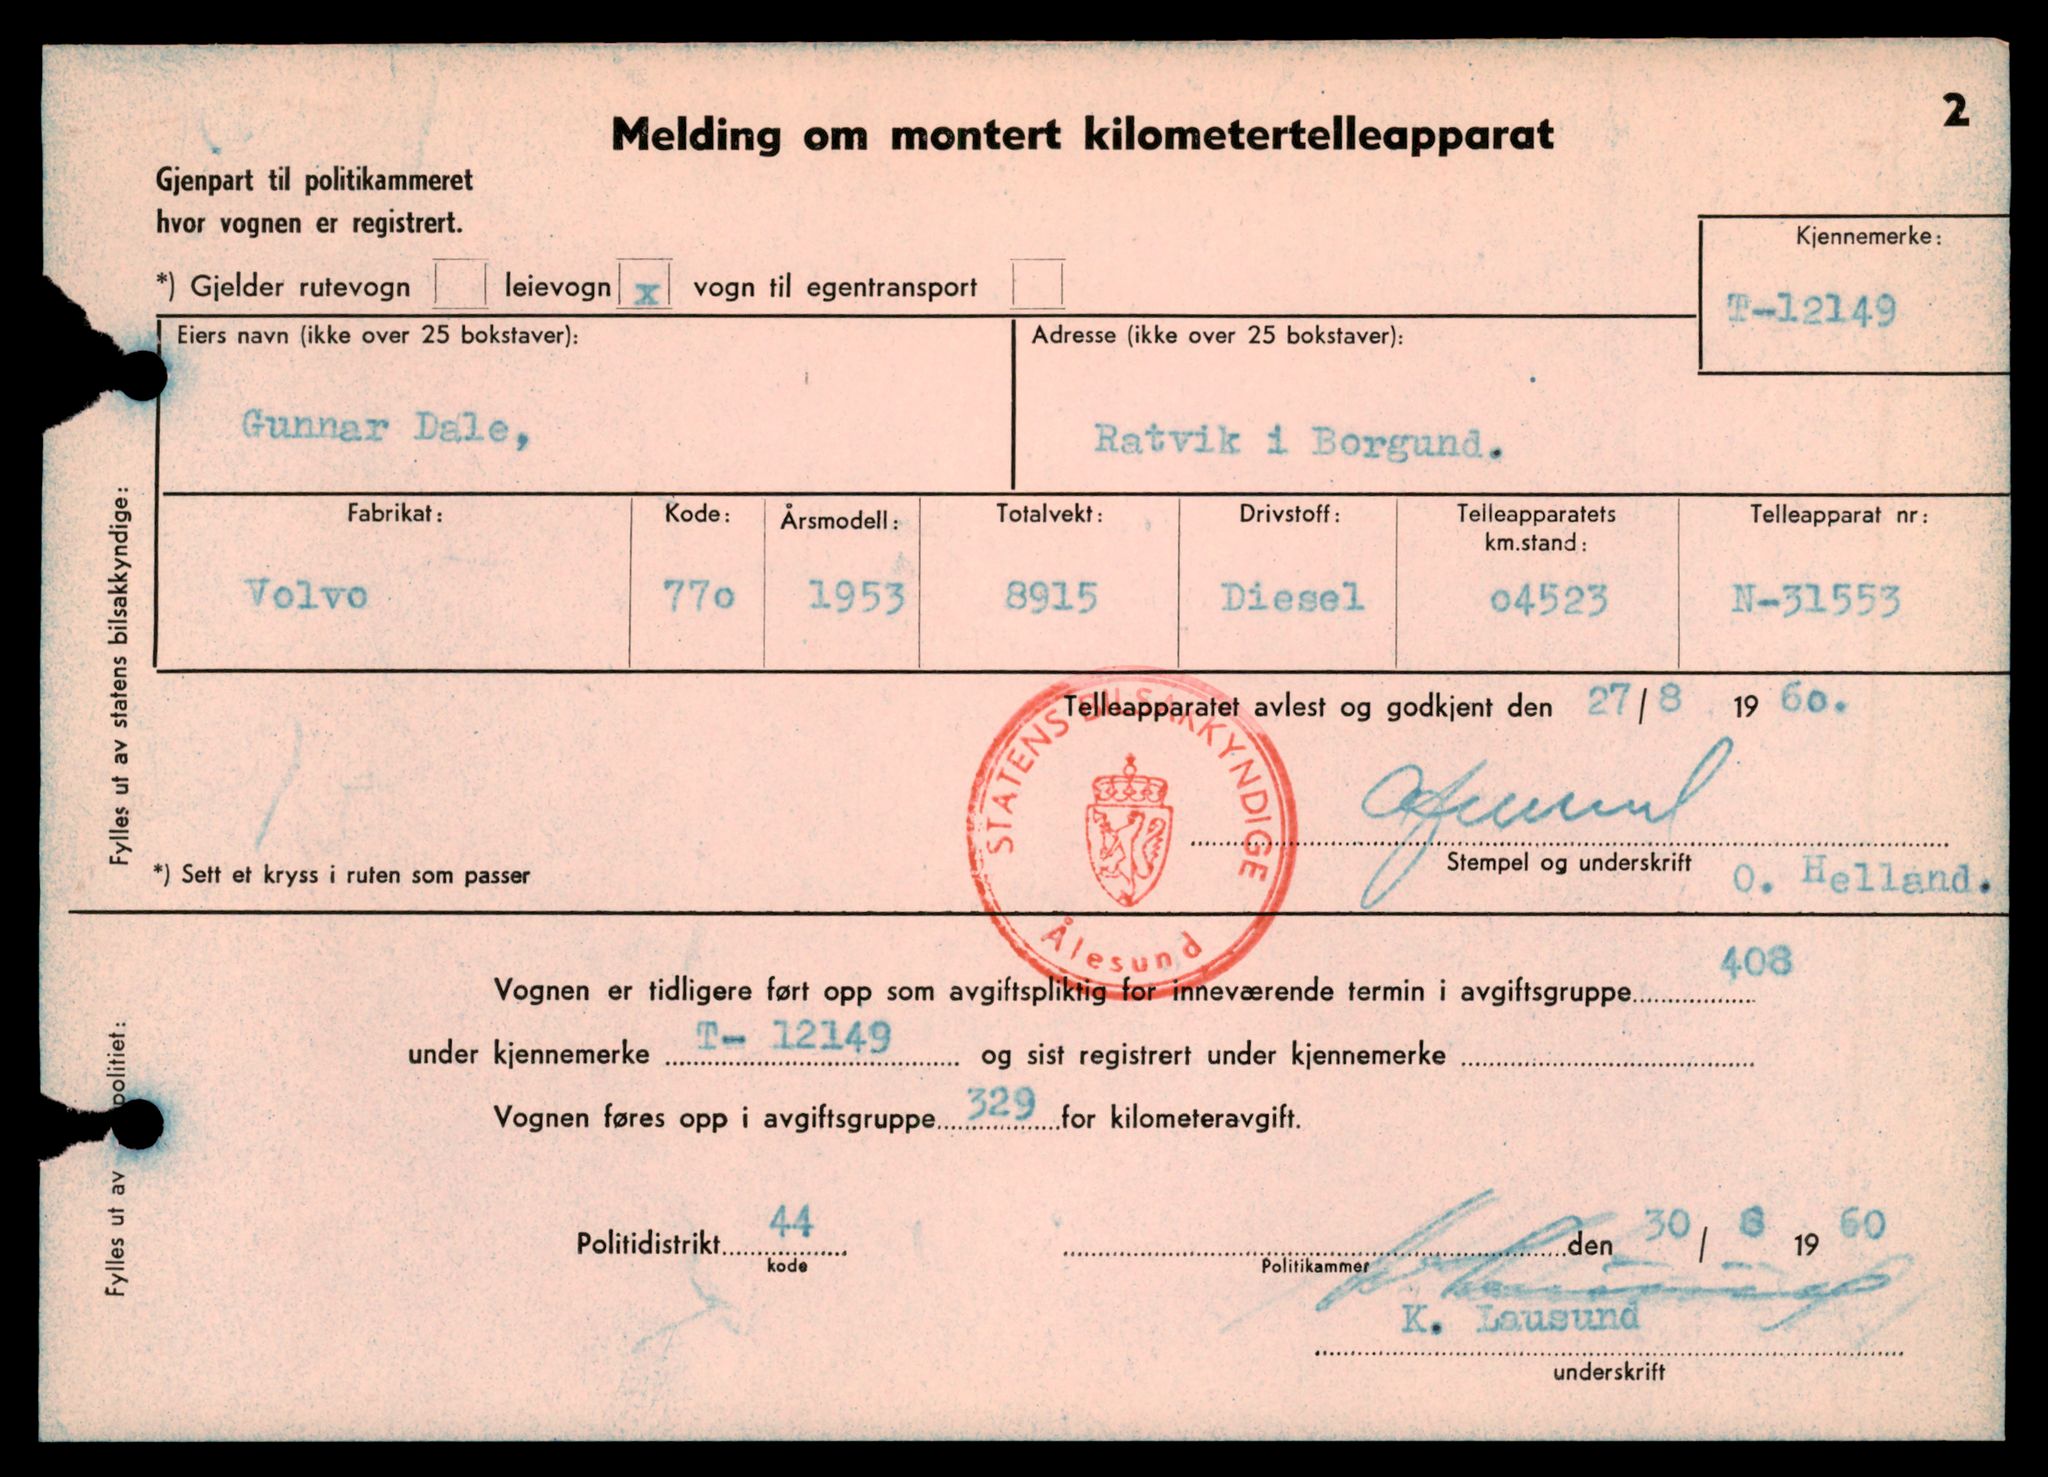 2
Melding om montert kilometertelleapparat
Gjenpart til politikammeret
hvor vognen er registrert.
Kjennemerke:
T-12149
*) Gjelder rutevogn leievogn x vogn til egentransport
Eiers navn (ikke over 25 bokstaver): Adresse (ikke over 25 bokstaver):
Gunnar Dale, Ratvik i Borgund.
Fabrikat: Kode: Årsmodell: Totalvekt: Drivstoff: Telleapparatets km.stand: Telleapparat nr:
Volvo 77o 1953 8915 Diesel o4523 N-31553
Fylles ut av statens bilsakkyndige:
Telleapparatet avlest og godkjent den 27/8 1960.
STATENS BILSAKKYNDIGE
Ålesund
Stempel og underskrift
O. Helland.
*) Sett et kryss i ruten som passer
Vognen er tidligere ført opp som avgiftspliktig for inneværende termin i avgiftsgruppe 408
under kjennemerke T- 12149 og sist registrert under kjennemerke
Vognen føres opp i avgiftsgruppe 329 for kilometeravgift.
Fylles ut av politiet:
Politidistrikt 44 den 30/8 1960
kode Politikammer
K. Lausund
underskrift